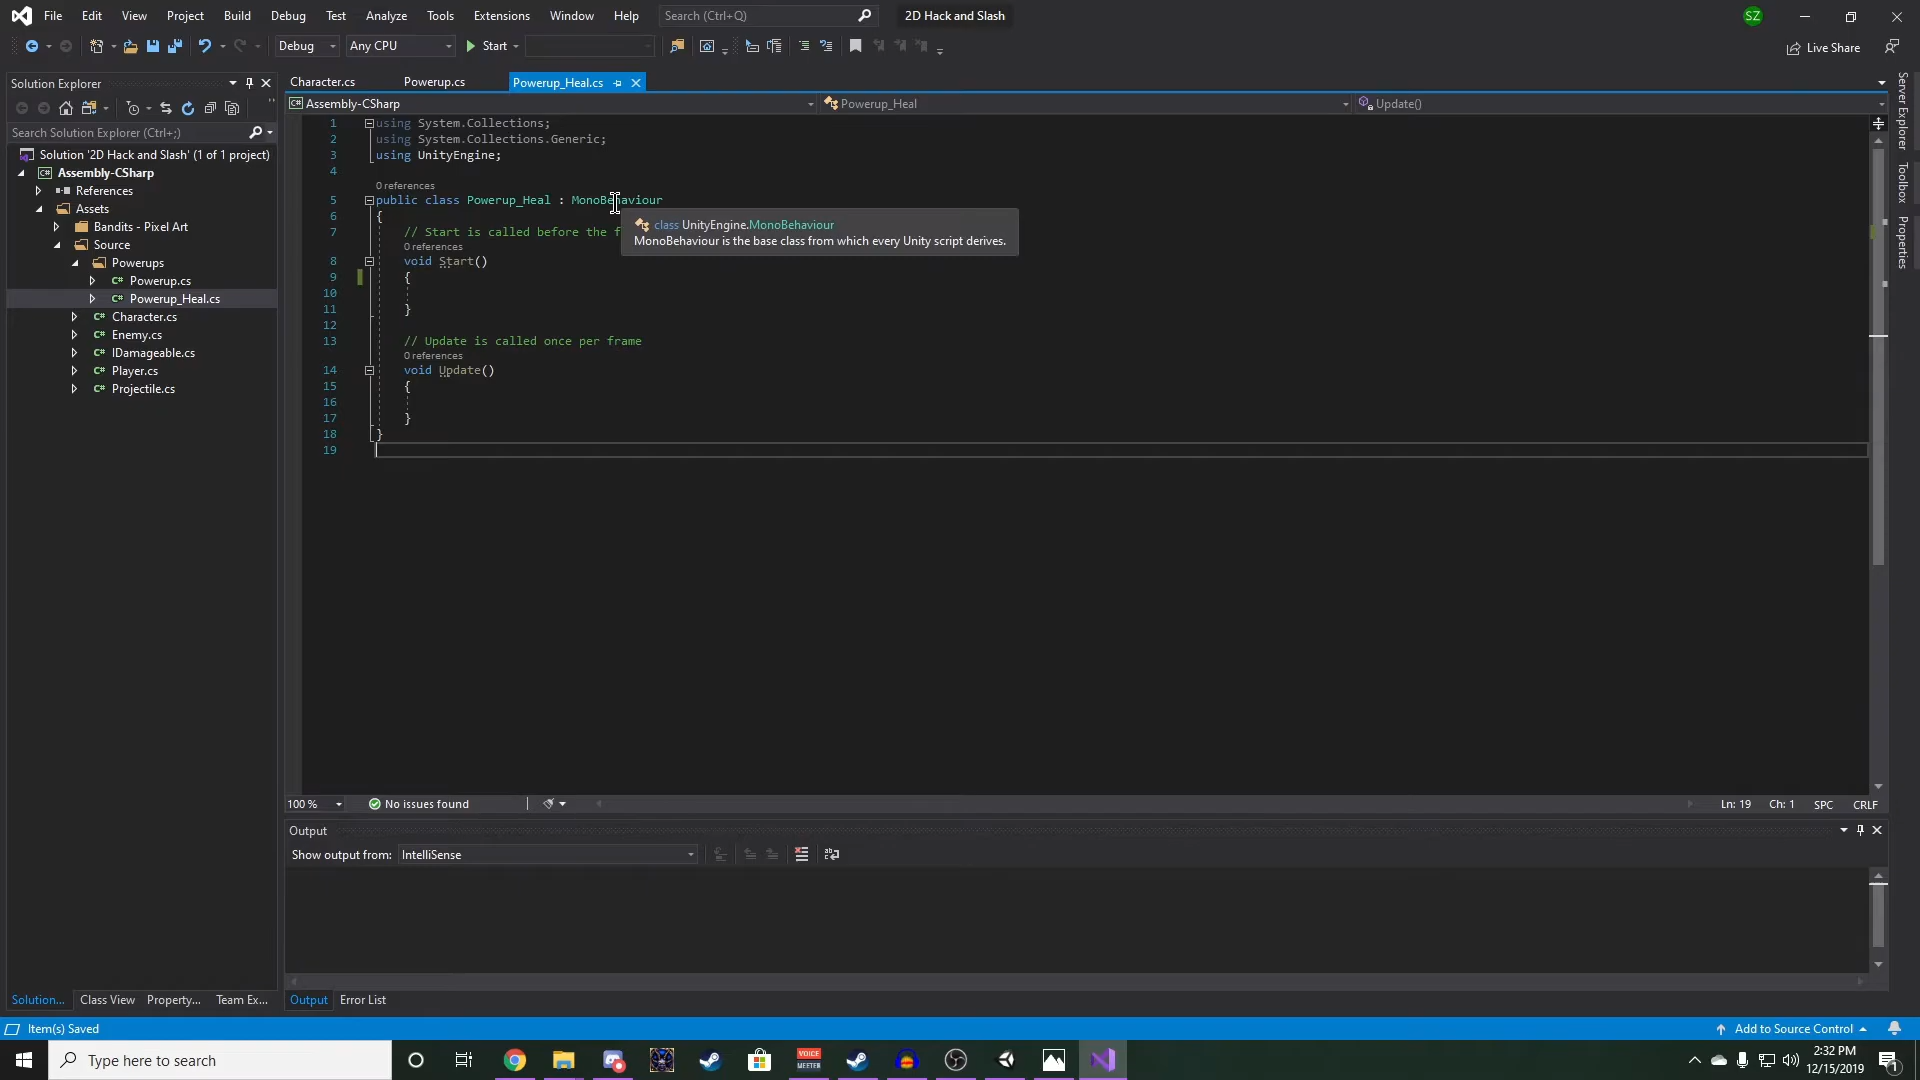 File Edit View Project Build Debug Test Analyze Tools Extensions Window Help Search (Ctrl+Q) 2D Hack and Slash SZ
Debug Any CPU Start Live Share
Solution Explorer
Search Solution Explorer (Ctrl+;)
Solution '2D Hack and Slash' (1 of 1 project)
Assembly-CSharp
References
Assets
Bandits - Pixel Art
Source
Powerups
Powerup.cs
Powerup_Heal.cs
Character.cs
Enemy.cs
IDamageable.cs
Player.cs
Projectile.cs
Solution... Class View Property... Team Ex...
Character.cs Powerup.cs Powerup_Heal.cs
Assembly-CSharp Powerup_Heal Update()
1 using System.Collections;
2 using System.Collections.Generic;
3 using UnityEngine;
4
0 references
5 public class Powerup_Heal : MonoBehaviour
6 {
7 // Start is called before the f
class UnityEngine.MonoBehaviour
MonoBehaviour is the base class from which every Unity script derives.
0 references
8 void Start()
9 {
10
11 }
12
13 // Update is called once per frame
0 references
14 void Update()
15 {
16
17 }
18 }
19
100 % No issues found Ln: 19 Ch: 1 SPC CRLF
Output
Show output from: IntelliSense
Output Error List
Server Explorer
Toolbox
Properties
Item(s) Saved Add to Source Control
Type here to search
VOICE
MEETER
2:32 PM
12/15/2019
1